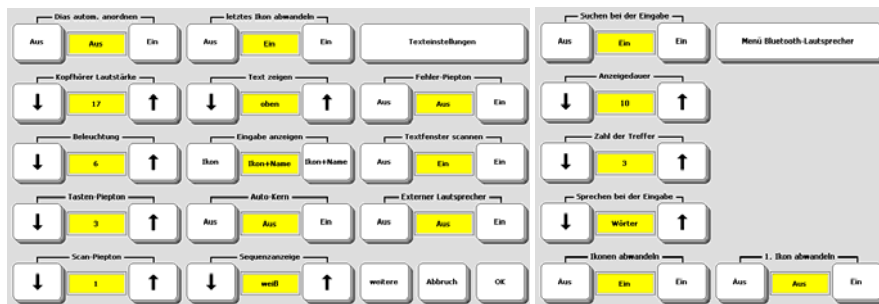 Dias autom. anordnen
Aus Aus Ein
letztes Ikon abwandeln
Aus Ein Ein
Texteinstellungen
Kopfhörer Lautstärke
↓ 17 ↑
Text zeigen
↓ oben ↑
Fehler-Piepton
Aus Aus Ein
Beleuchtung
↓ 6 ↑
Eingabe anzeigen
Ikon Ikon+Name Ikon+Name
Textfenster scannen
Aus Ein Ein
Tasten-Piepton
↓ 3 ↑
Auto-Kern
Aus Aus Ein
Externer Lautsprecher
Aus Aus Ein
Scan-Piepton
↓ 1 ↑
Sequenzanzeige
↓ weiß ↑
weitere Abbruch OK
Suchen bei der Eingabe
Aus Ein Ein
Menü Bluetooth-Lautsprecher
Anzeigedauer
↓ 10 ↑
Zahl der Treffer
↓ 3 ↑
Sprechen bei der Eingabe
↓ Wörter ↑
Ikonen abwandeln
Aus Ein Ein
1. Ikon abwandeln
Aus Aus Ein